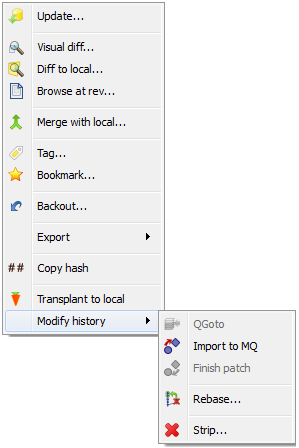 Update...
Visual diff...
Diff to local...
Browse at rev...
Merge with local...
Tag...
Bookmark...
Backout...
Export
## Copy hash
Transplant to local
Modify history
QGoto
Import to MQ
Finish patch
Rebase...
Strip...